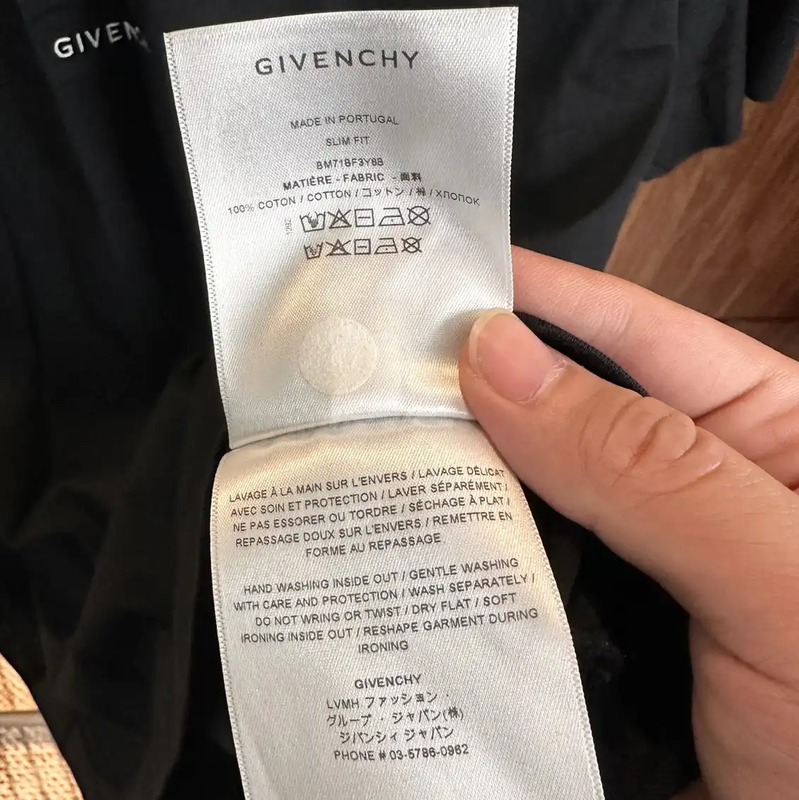 GIVEN
GIVENCHY
MADE IN PORTUGAL
SLIM FIT
BM71BF3Y6B
MATIÈRE - FABRIC - 面料
100% COTON / COTTON / コットン / 棉 / ХЛОПОК
1292
LAVAGE À LA MAIN SUR L'ENVERS / LAVAGE DÉLICAT
AVEC SOIN ET PROTECTION / LAVER SÉPARÉMENT /
NE PAS ESSORER OU TORDRE / SÉCHAGE À PLAT /
REPASSAGE DOUX SUR L'ENVERS / REMETTRE EN
FORME AU REPASSAGE
HAND WASHING INSIDE OUT / GENTLE WASHING
WITH CARE AND PROTECTION / WASH SEPARATELY /
DO NOT WRING OR TWIST / DRY FLAT / SOFT
IRONING INSIDE OUT / RESHAPE GARMENT DURING
IRONING
GIVENCHY
LVMH ファッション ·
グループ · ジャパン(株)
ジバンシィ ジャパン
PHONE # 03-5786-0962